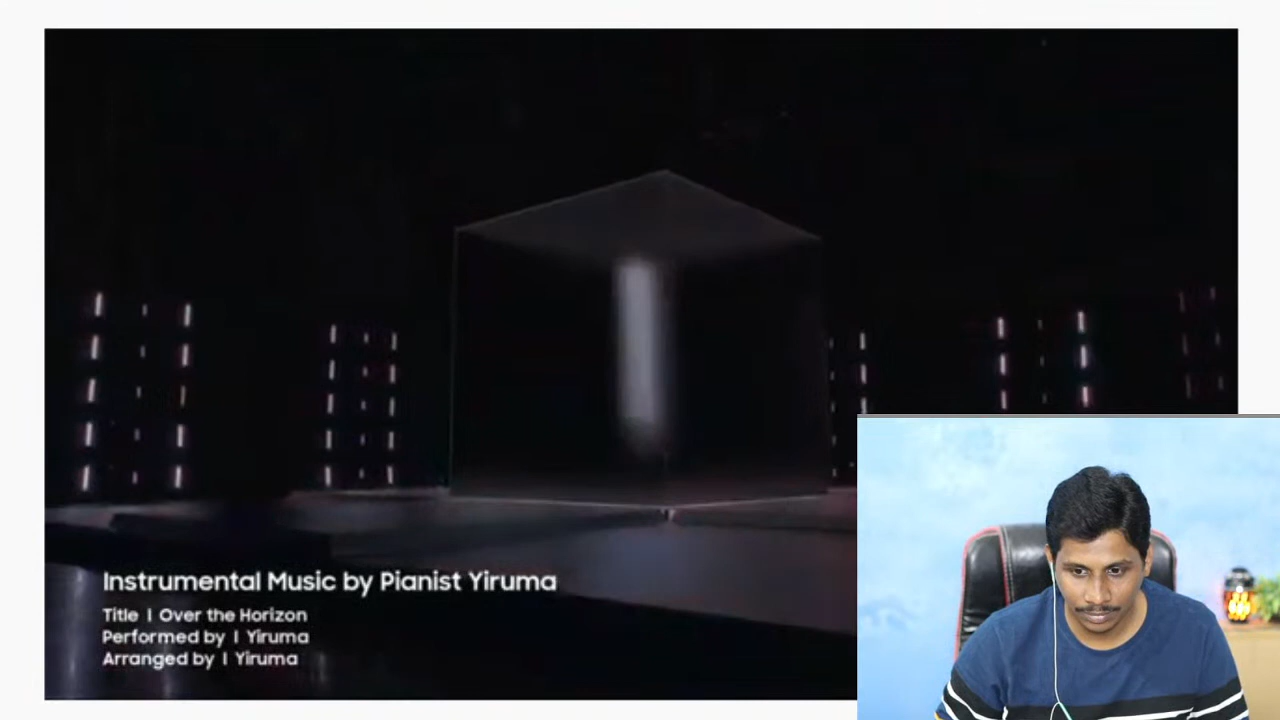 Instrumental Music by Pianist Yiruma
Title | Over the Horizon
Performed by | Yiruma
Arranged by | Yiruma